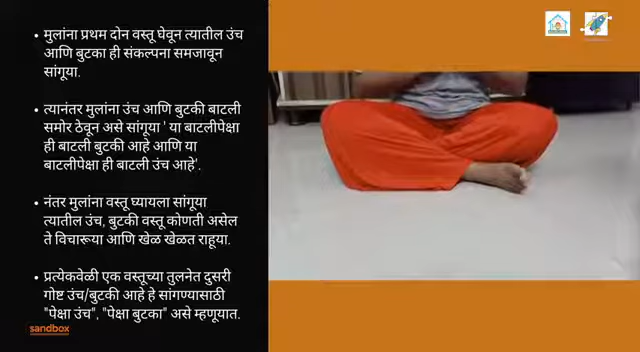 मुलांना प्रथम दोन वस्तू घेवून त्यातील उंच
आणि बुटका ही संकल्पना समजावून
सांगूया.
त्यानंतर मुलांना उंच आणि बुटकी बाटली
समोर ठेवून असे सांगूया ' या बाटलीपेक्षा
ही बाटली बुटकी आहे आणि या
बाटलीपेक्षा ही बाटली उंच आहे'.
नंतर मुलांना वस्तू घ्यायला सांगूया
त्यातील उंच, बुटकी वस्तू कोणती असेल
ते विचारूया आणि खेळ खेळत राहूया.
प्रत्येकवेळी एक वस्तूच्या तुलनेत दुसरी
गोष्ट उंच/बुटकी आहे हे सांगण्यासाठी
"पेक्षा उंच", "पेक्षा बुटका" असे म्हणूयात.
sandbox